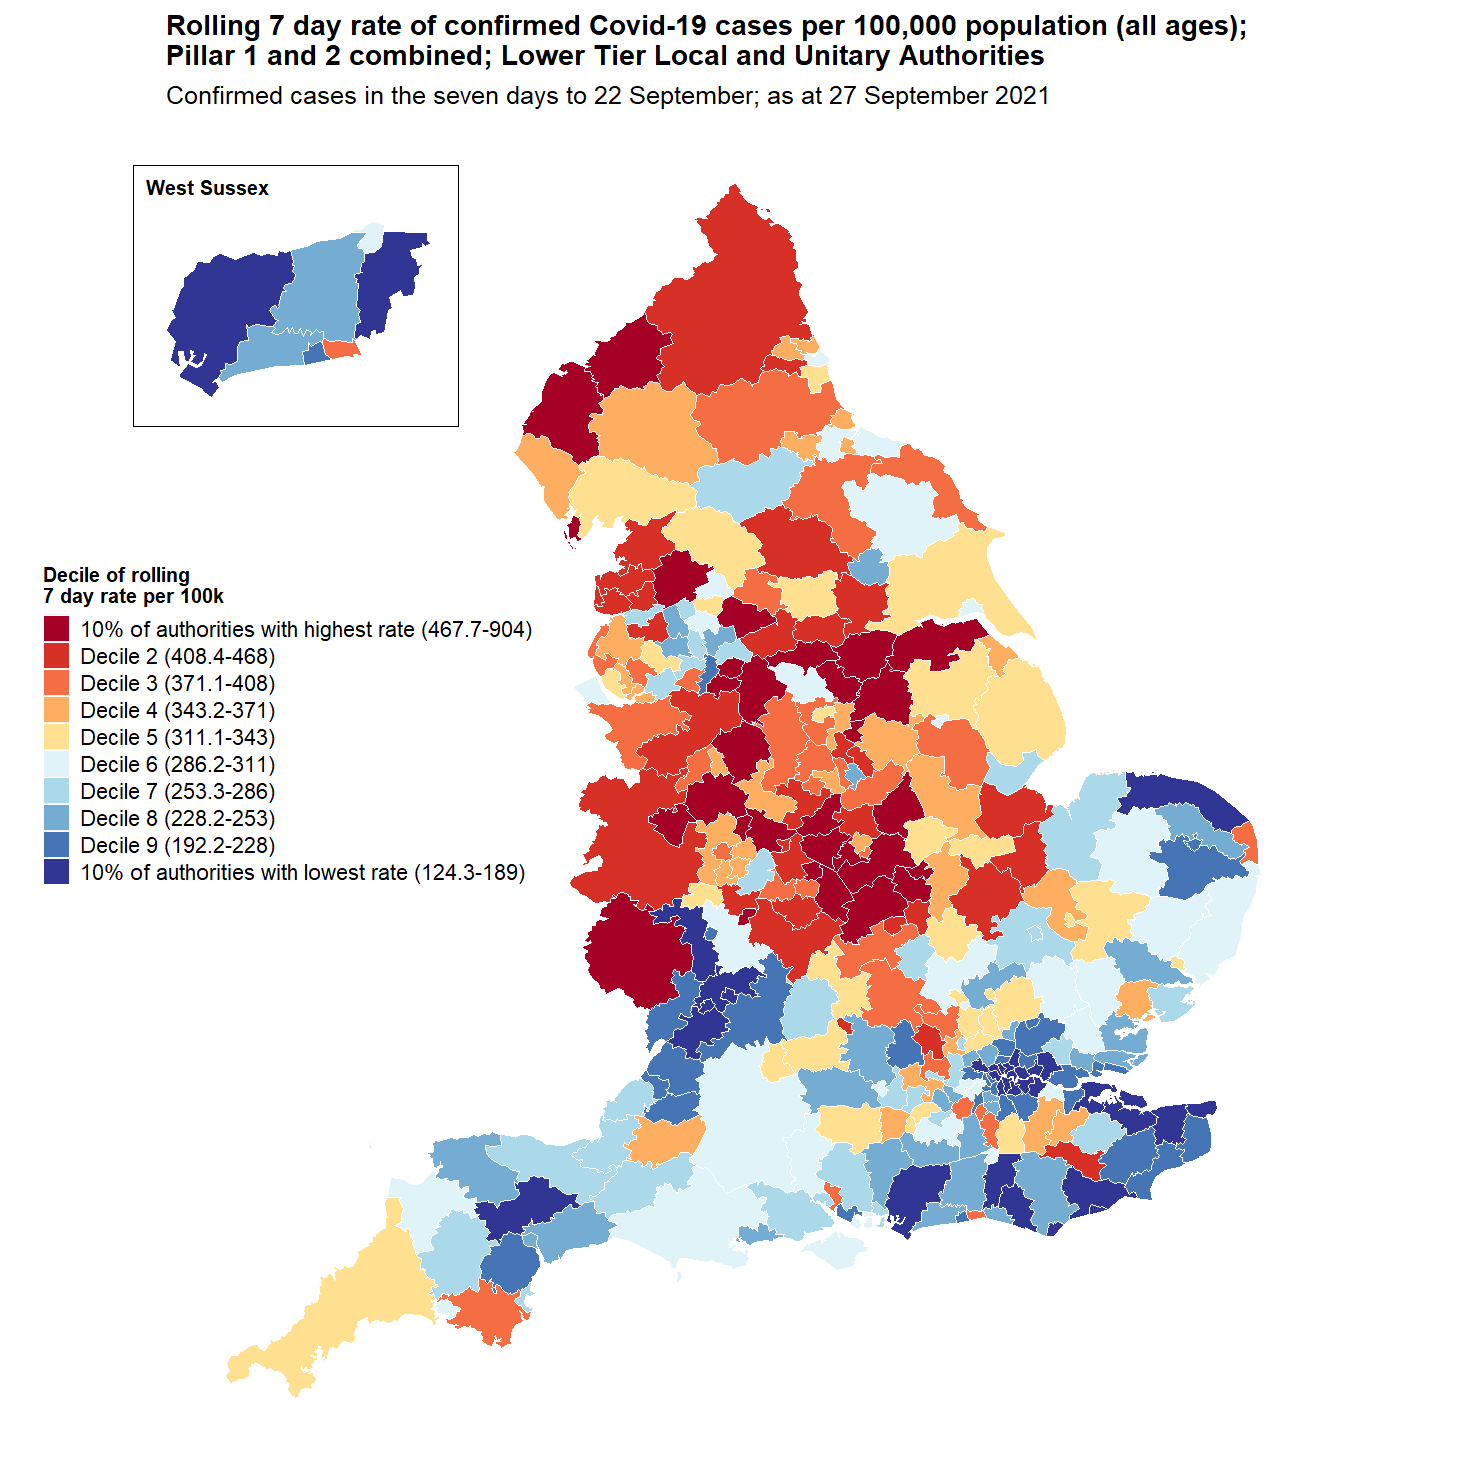 Rolling 7 day rate of confirmed Covid-19 cases per 100,000 population (all ages);
Pillar 1 and 2 combined; Lower Tier Local and Unitary Authorities
Confirmed cases in the seven days to 22 September; as at 27 September 2021
West Sussex
Decile of rolling
7 day rate per 100k
10% of authorities with highest rate (467.7-904)
Decile 2 (408.4-468)
Decile 3 (371.1-408)
Decile 4 (343.2-371)
Decile 5 (311.1-343)
Decile 6 (286.2-311)
Decile 7 (253.3-286)
Decile 8 (228.2-253)
Decile 9 (192.2-228)
10% of authorities with lowest rate (124.3-189)